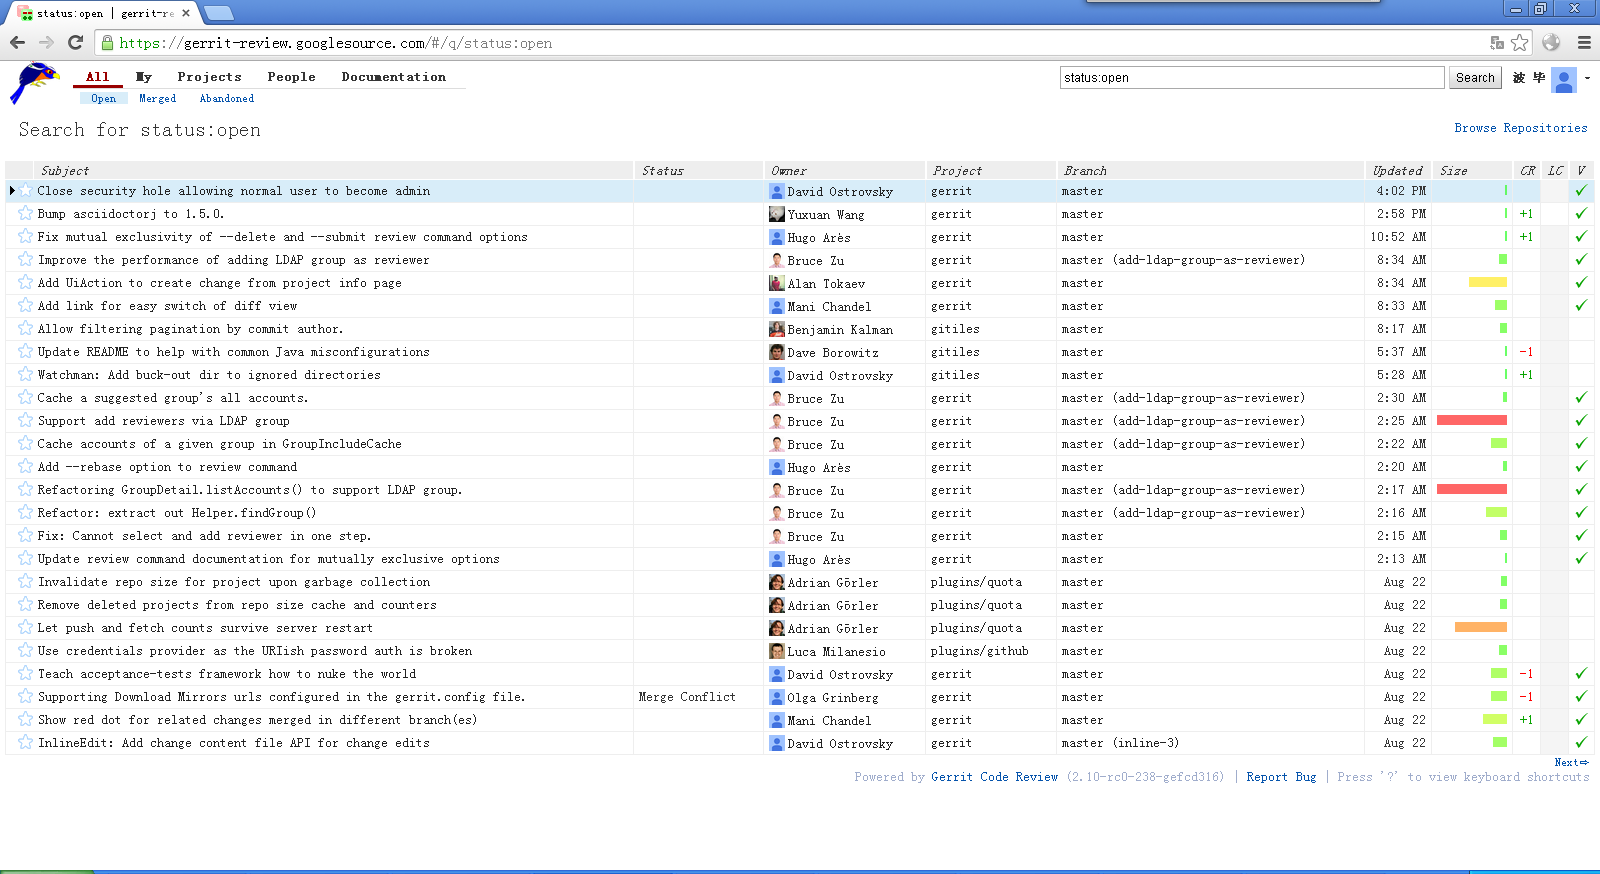 status:open | gerrit-re
https://gerrit-review.googlesource.com/#/q/status:open
All My Projects People Documentation
status:open Search 波 毕
Open Merged Abandoned
Search for status:open
Browse Repositories
Subject Status Owner Project Branch Updated Size CR LC V
Close security hole allowing normal user to become admin David Ostrovsky gerrit master 4:02 PM ✓
Bump asciidoctorj to 1.5.0. Yuxuan Wang gerrit master 2:58 PM +1 ✓
Fix mutual exclusivity of --delete and --submit review command options Hugo Arès gerrit master 10:52 AM +1 ✓
Improve the performance of adding LDAP group as reviewer Bruce Zu gerrit master (add-ldap-group-as-reviewer) 8:34 AM ✓
Add UiAction to create change from project info page Alan Tokaev gerrit master 8:34 AM ✓
Add link for easy switch of diff view Mani Chandel gerrit master 8:33 AM ✓
Allow filtering pagination by commit author. Benjamin Kalman gitiles master 8:17 AM
Update README to help with common Java misconfigurations Dave Borowitz gitiles master 5:37 AM -1
Watchman: Add buck-out dir to ignored directories David Ostrovsky gitiles master 5:28 AM +1
Cache a suggested group's all accounts. Bruce Zu gerrit master (add-ldap-group-as-reviewer) 2:30 AM ✓
Support add reviewers via LDAP group Bruce Zu gerrit master (add-ldap-group-as-reviewer) 2:25 AM ✓
Cache accounts of a given group in GroupIncludeCache Bruce Zu gerrit master (add-ldap-group-as-reviewer) 2:22 AM ✓
Add --rebase option to review command Hugo Arès gerrit master 2:20 AM ✓
Refactoring GroupDetail.listAccounts() to support LDAP group. Bruce Zu gerrit master (add-ldap-group-as-reviewer) 2:17 AM ✓
Refactor: extract out Helper.findGroup() Bruce Zu gerrit master (add-ldap-group-as-reviewer) 2:16 AM ✓
Fix: Cannot select and add reviewer in one step. Bruce Zu gerrit master 2:15 AM ✓
Update review command documentation for mutually exclusive options Hugo Arès gerrit master 2:13 AM ✓
Invalidate repo size for project upon garbage collection Adrian Görler plugins/quota master Aug 22
Remove deleted projects from repo size cache and counters Adrian Görler plugins/quota master Aug 22
Let push and fetch counts survive server restart Adrian Görler plugins/quota master Aug 22
Use credentials provider as the URIish password auth is broken Luca Milanesio plugins/github master Aug 22
Teach acceptance-tests framework how to nuke the world David Ostrovsky gerrit master Aug 22 -1 ✓
Supporting Download Mirrors urls configured in the gerrit.config file. Merge Conflict Olga Grinberg gerrit master Aug 22 -1 ✓
Show red dot for related changes merged in different branch(es) Mani Chandel gerrit master Aug 22 +1 ✓
InlineEdit: Add change content file API for change edits David Ostrovsky gerrit master (inline-3) Aug 22 ✓
Next⇨
Powered by Gerrit Code Review (2.10-rc0-238-gefcd316) | Report Bug | Press '?' to view keyboard shortcuts